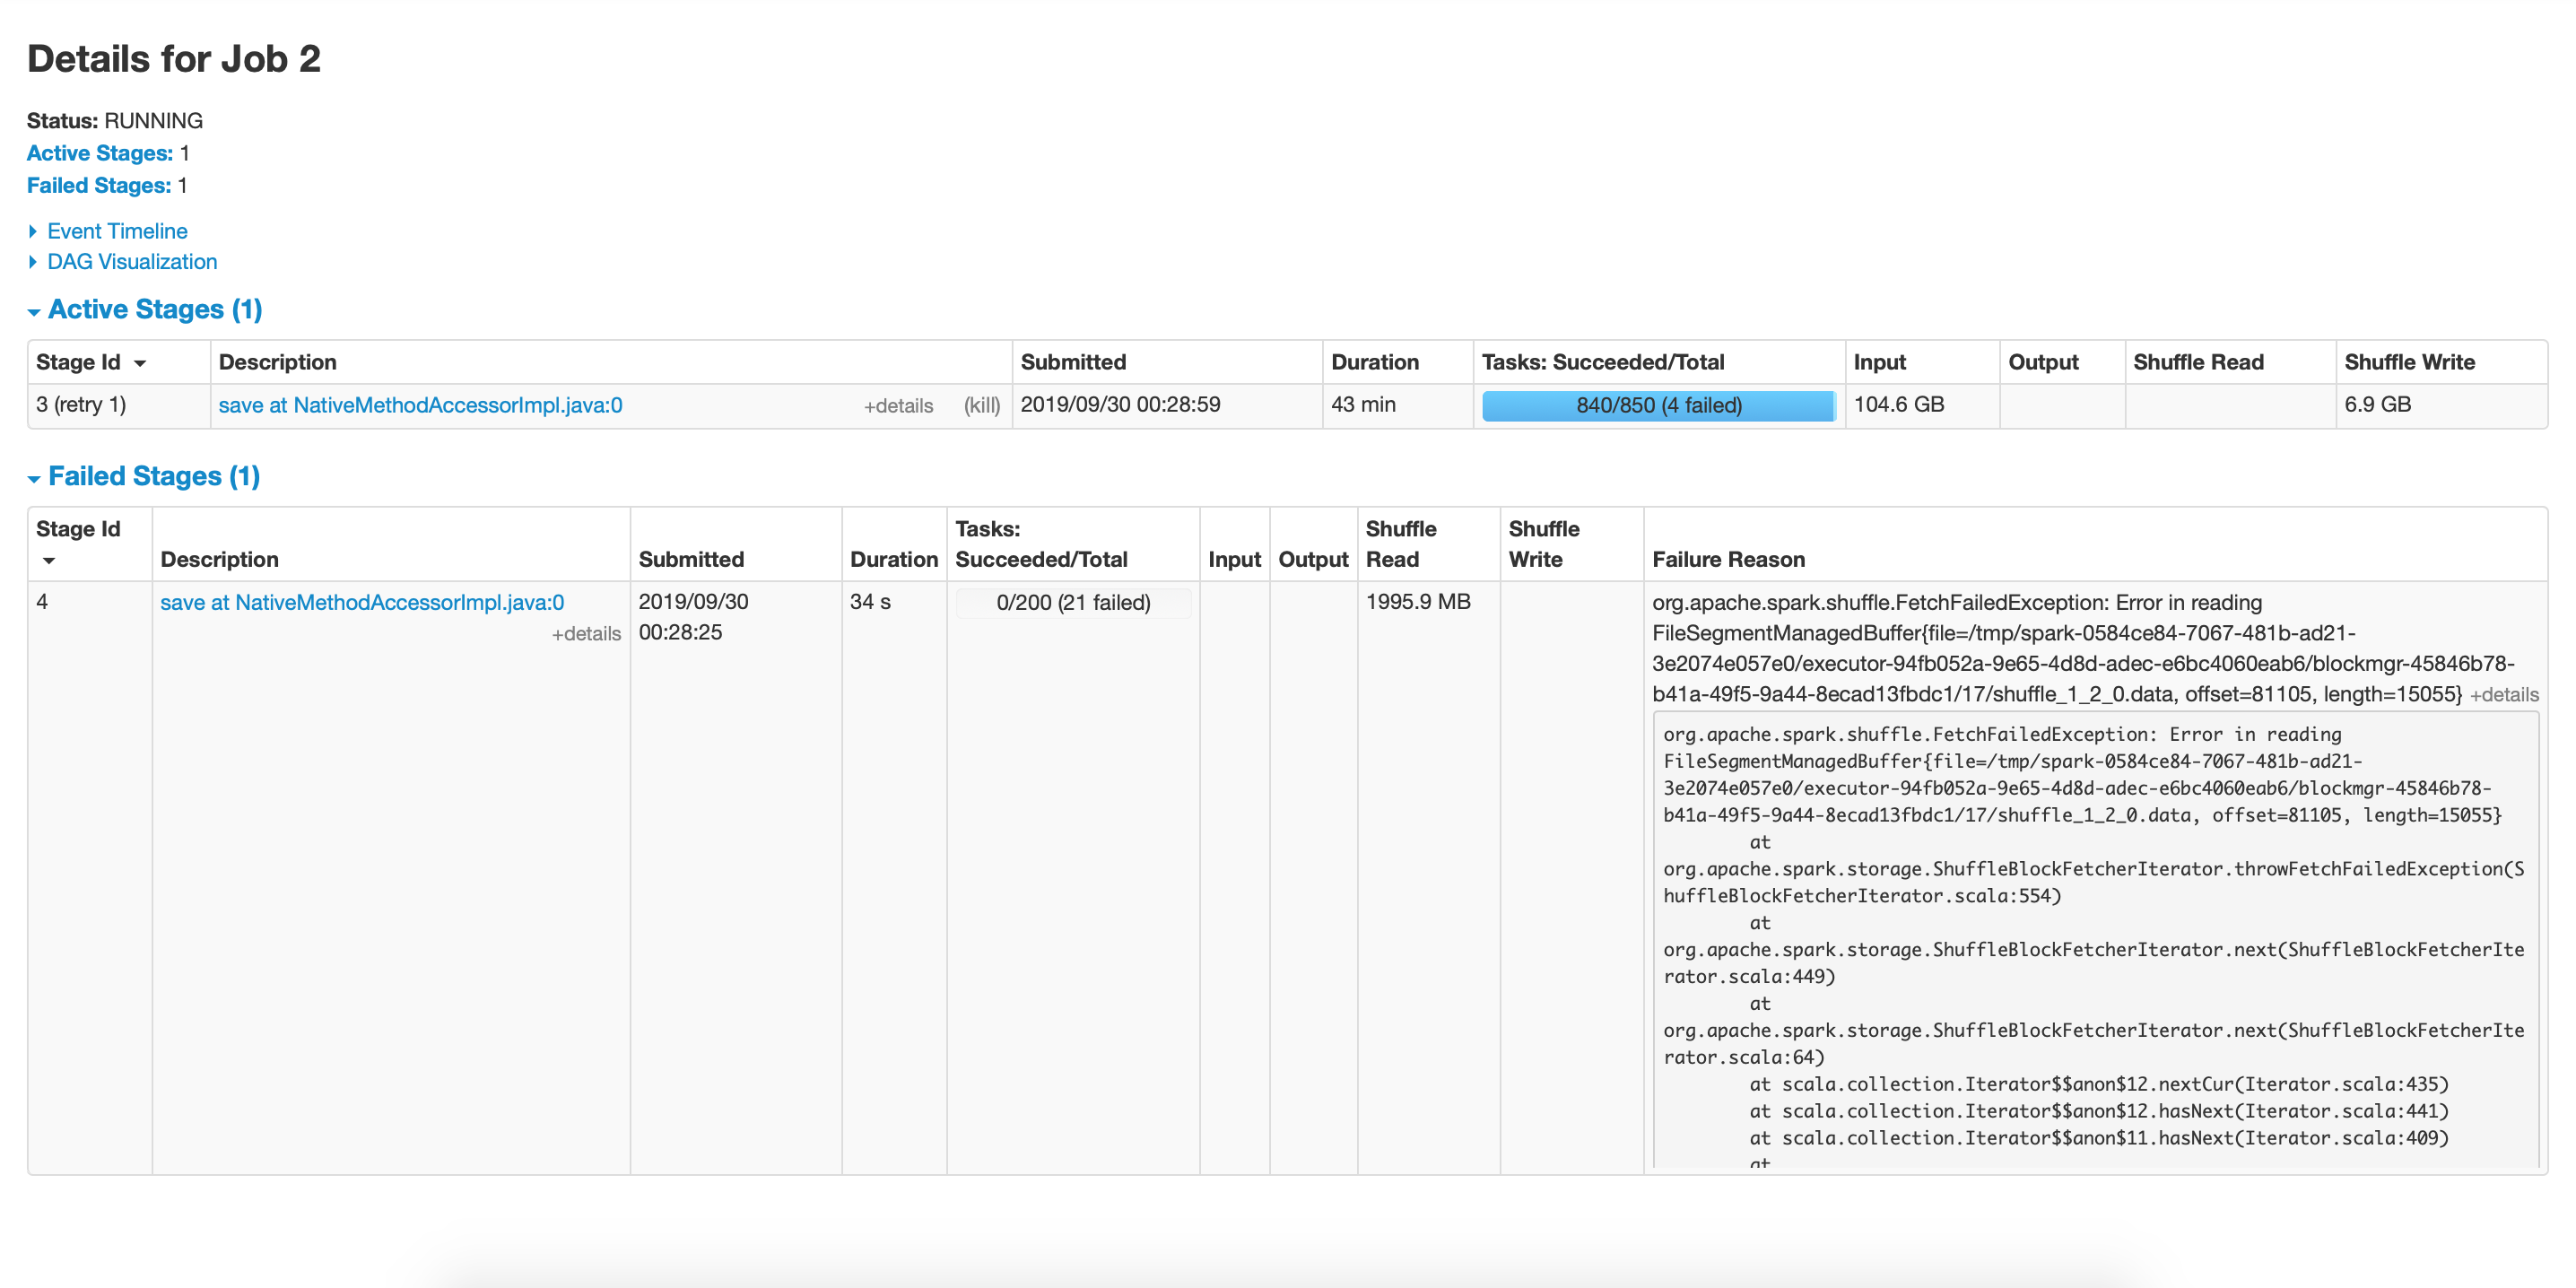 Details for Job 2
Status: RUNNING
Active Stages: 1
Failed Stages: 1
Event Timeline
DAG Visualization
Active Stages (1)
Stage Id Description Submitted Duration Tasks: Succeeded/Total Input Output Shuffle Read Shuffle Write
3 (retry 1) save at NativeMethodAccessorImpl.java:0 +details (kill) 2019/09/30 00:28:59 43 min 840/850 (4 failed) 104.6 GB 6.9 GB
Failed Stages (1)
Stage Id Tasks: Shuffle Shuffle
Description Submitted Duration Succeeded/Total Input Output Read Write Failure Reason
4 save at NativeMethodAccessorImpl.java:0 2019/09/30 34 s 0/200 (21 failed) 1995.9 MB org.apache.spark.shuffle.FetchFailedException: Error in reading
+details 00:28:25 FileSegmentManagedBuffer{file=/tmp/spark-0584ce84-7067-481b-ad21-
3e2074e057e0/executor-94fb052a-9e65-4d8d-adec-e6bc4060eab6/blockmgr-45846b78-
b41a-49f5-9a44-8ecad13fbdc1/17/shuffle_1_2_0.data, offset=81105, length=15055} +details
org.apache.spark.shuffle.FetchFailedException: Error in reading
FileSegmentManagedBuffer{file=/tmp/spark-0584ce84-7067-481b-ad21-
3e2074e057e0/executor-94fb052a-9e65-4d8d-adec-e6bc4060eab6/blockmgr-45846b78-
b41a-49f5-9a44-8ecad13fbdc1/17/shuffle_1_2_0.data, offset=81105, length=15055}
at
org.apache.spark.storage.ShuffleBlockFetcherIterator.throwFetchFailedException(S
huffleBlockFetcherIterator.scala:554)
at
org.apache.spark.storage.ShuffleBlockFetcherIterator.next(ShuffleBlockFetcherIte
rator.scala:449)
at
org.apache.spark.storage.ShuffleBlockFetcherIterator.next(ShuffleBlockFetcherIte
rator.scala:64)
at scala.collection.Iterator$$anon$12.nextCur(Iterator.scala:435)
at scala.collection.Iterator$$anon$12.hasNext(Iterator.scala:441)
at scala.collection.Iterator$$anon$11.hasNext(Iterator.scala:409)
at